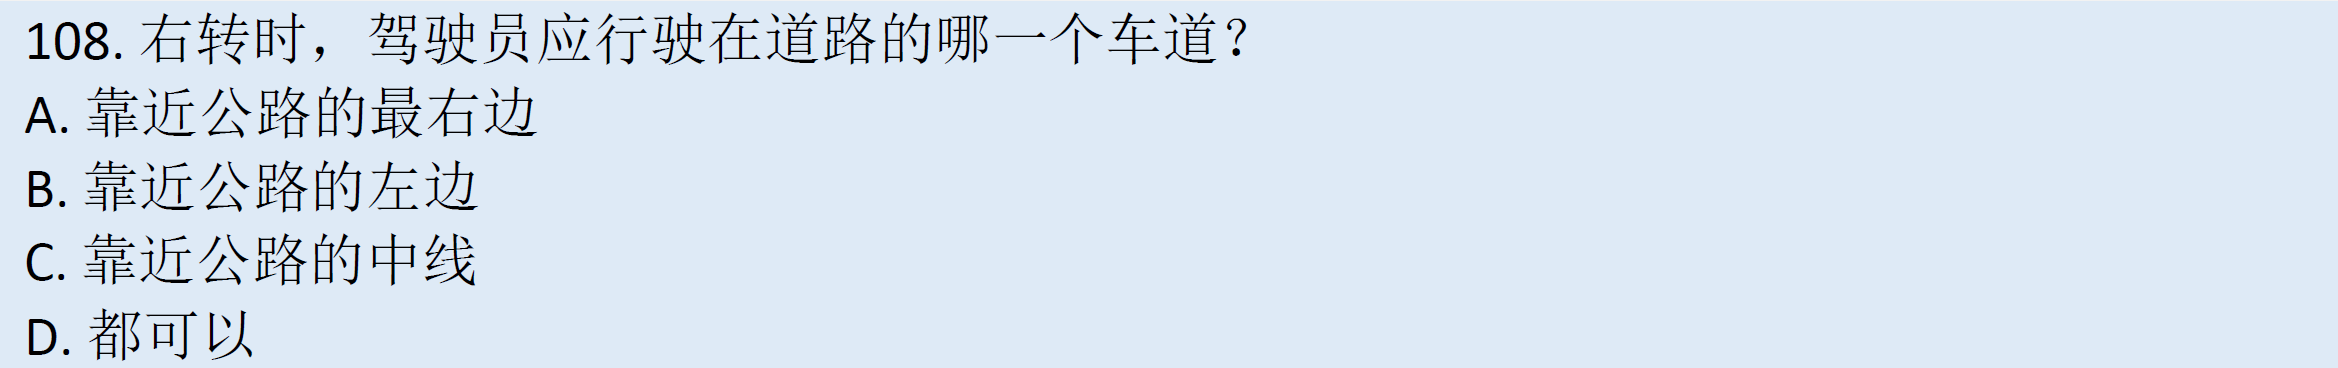 108. 右转时，驾驶员应行驶在道路的哪一个车道？
A. 靠近公路的最右边
B. 靠近公路的左边
C. 靠近公路的中线
D. 都可以